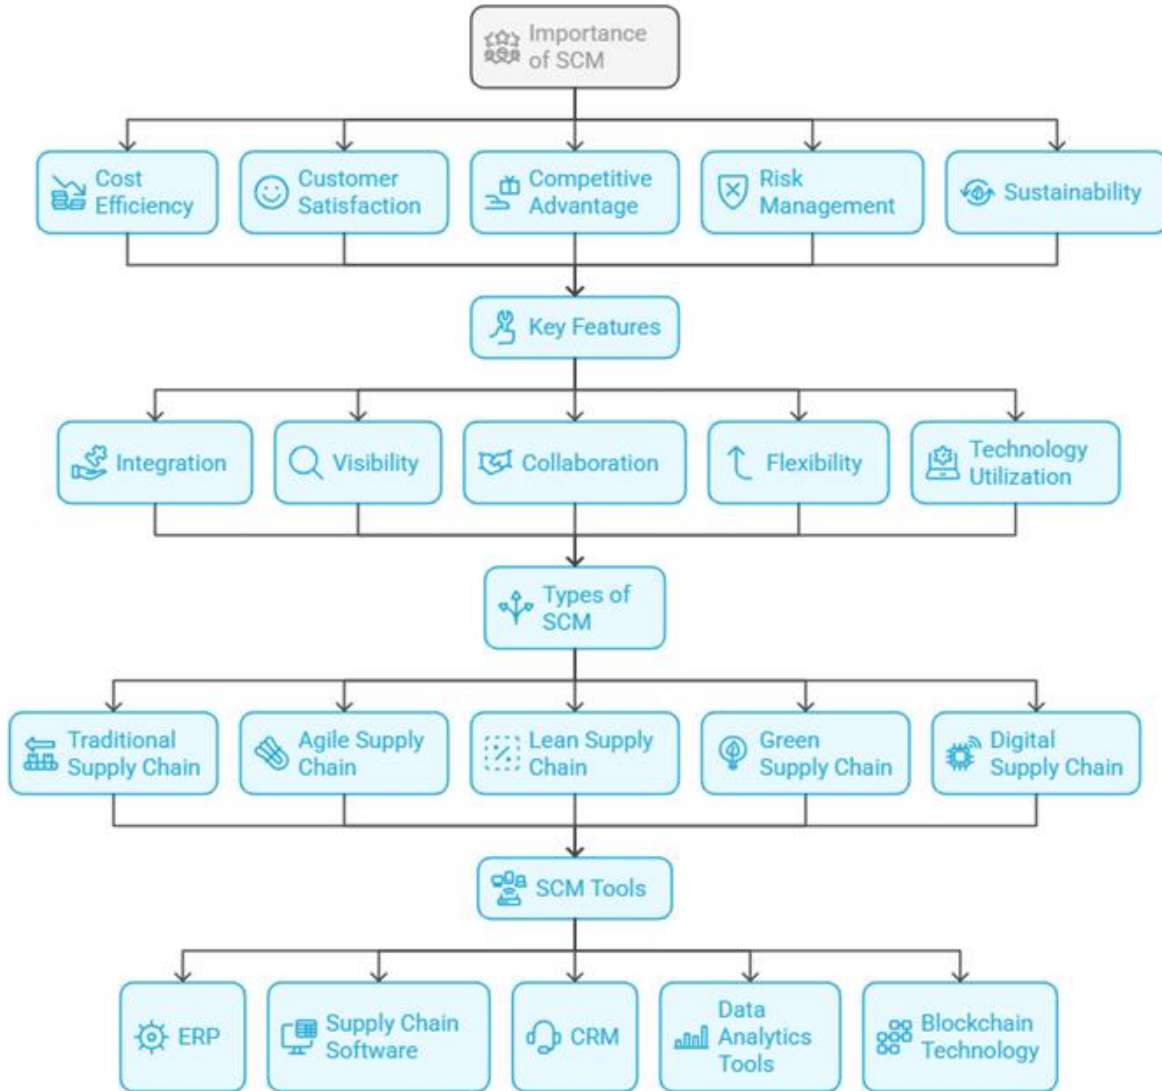 Importance
of SCM
Cost
Efficiency
Customer
Satisfaction
Competitive
Advantage
Risk
Management
Sustainability
Key Features
Integration
Visibility
Collaboration
Flexibility
Technology
Utilization
Types of
SCM
Traditional
Supply Chain
Agile Supply
Chain
Lean Supply
Chain
Green
Supply Chain
Digital
Supply Chain
SCM Tools
ERP
Supply Chain
Software
CRM
Data
Analytics
Tools
Blockchain
Technology